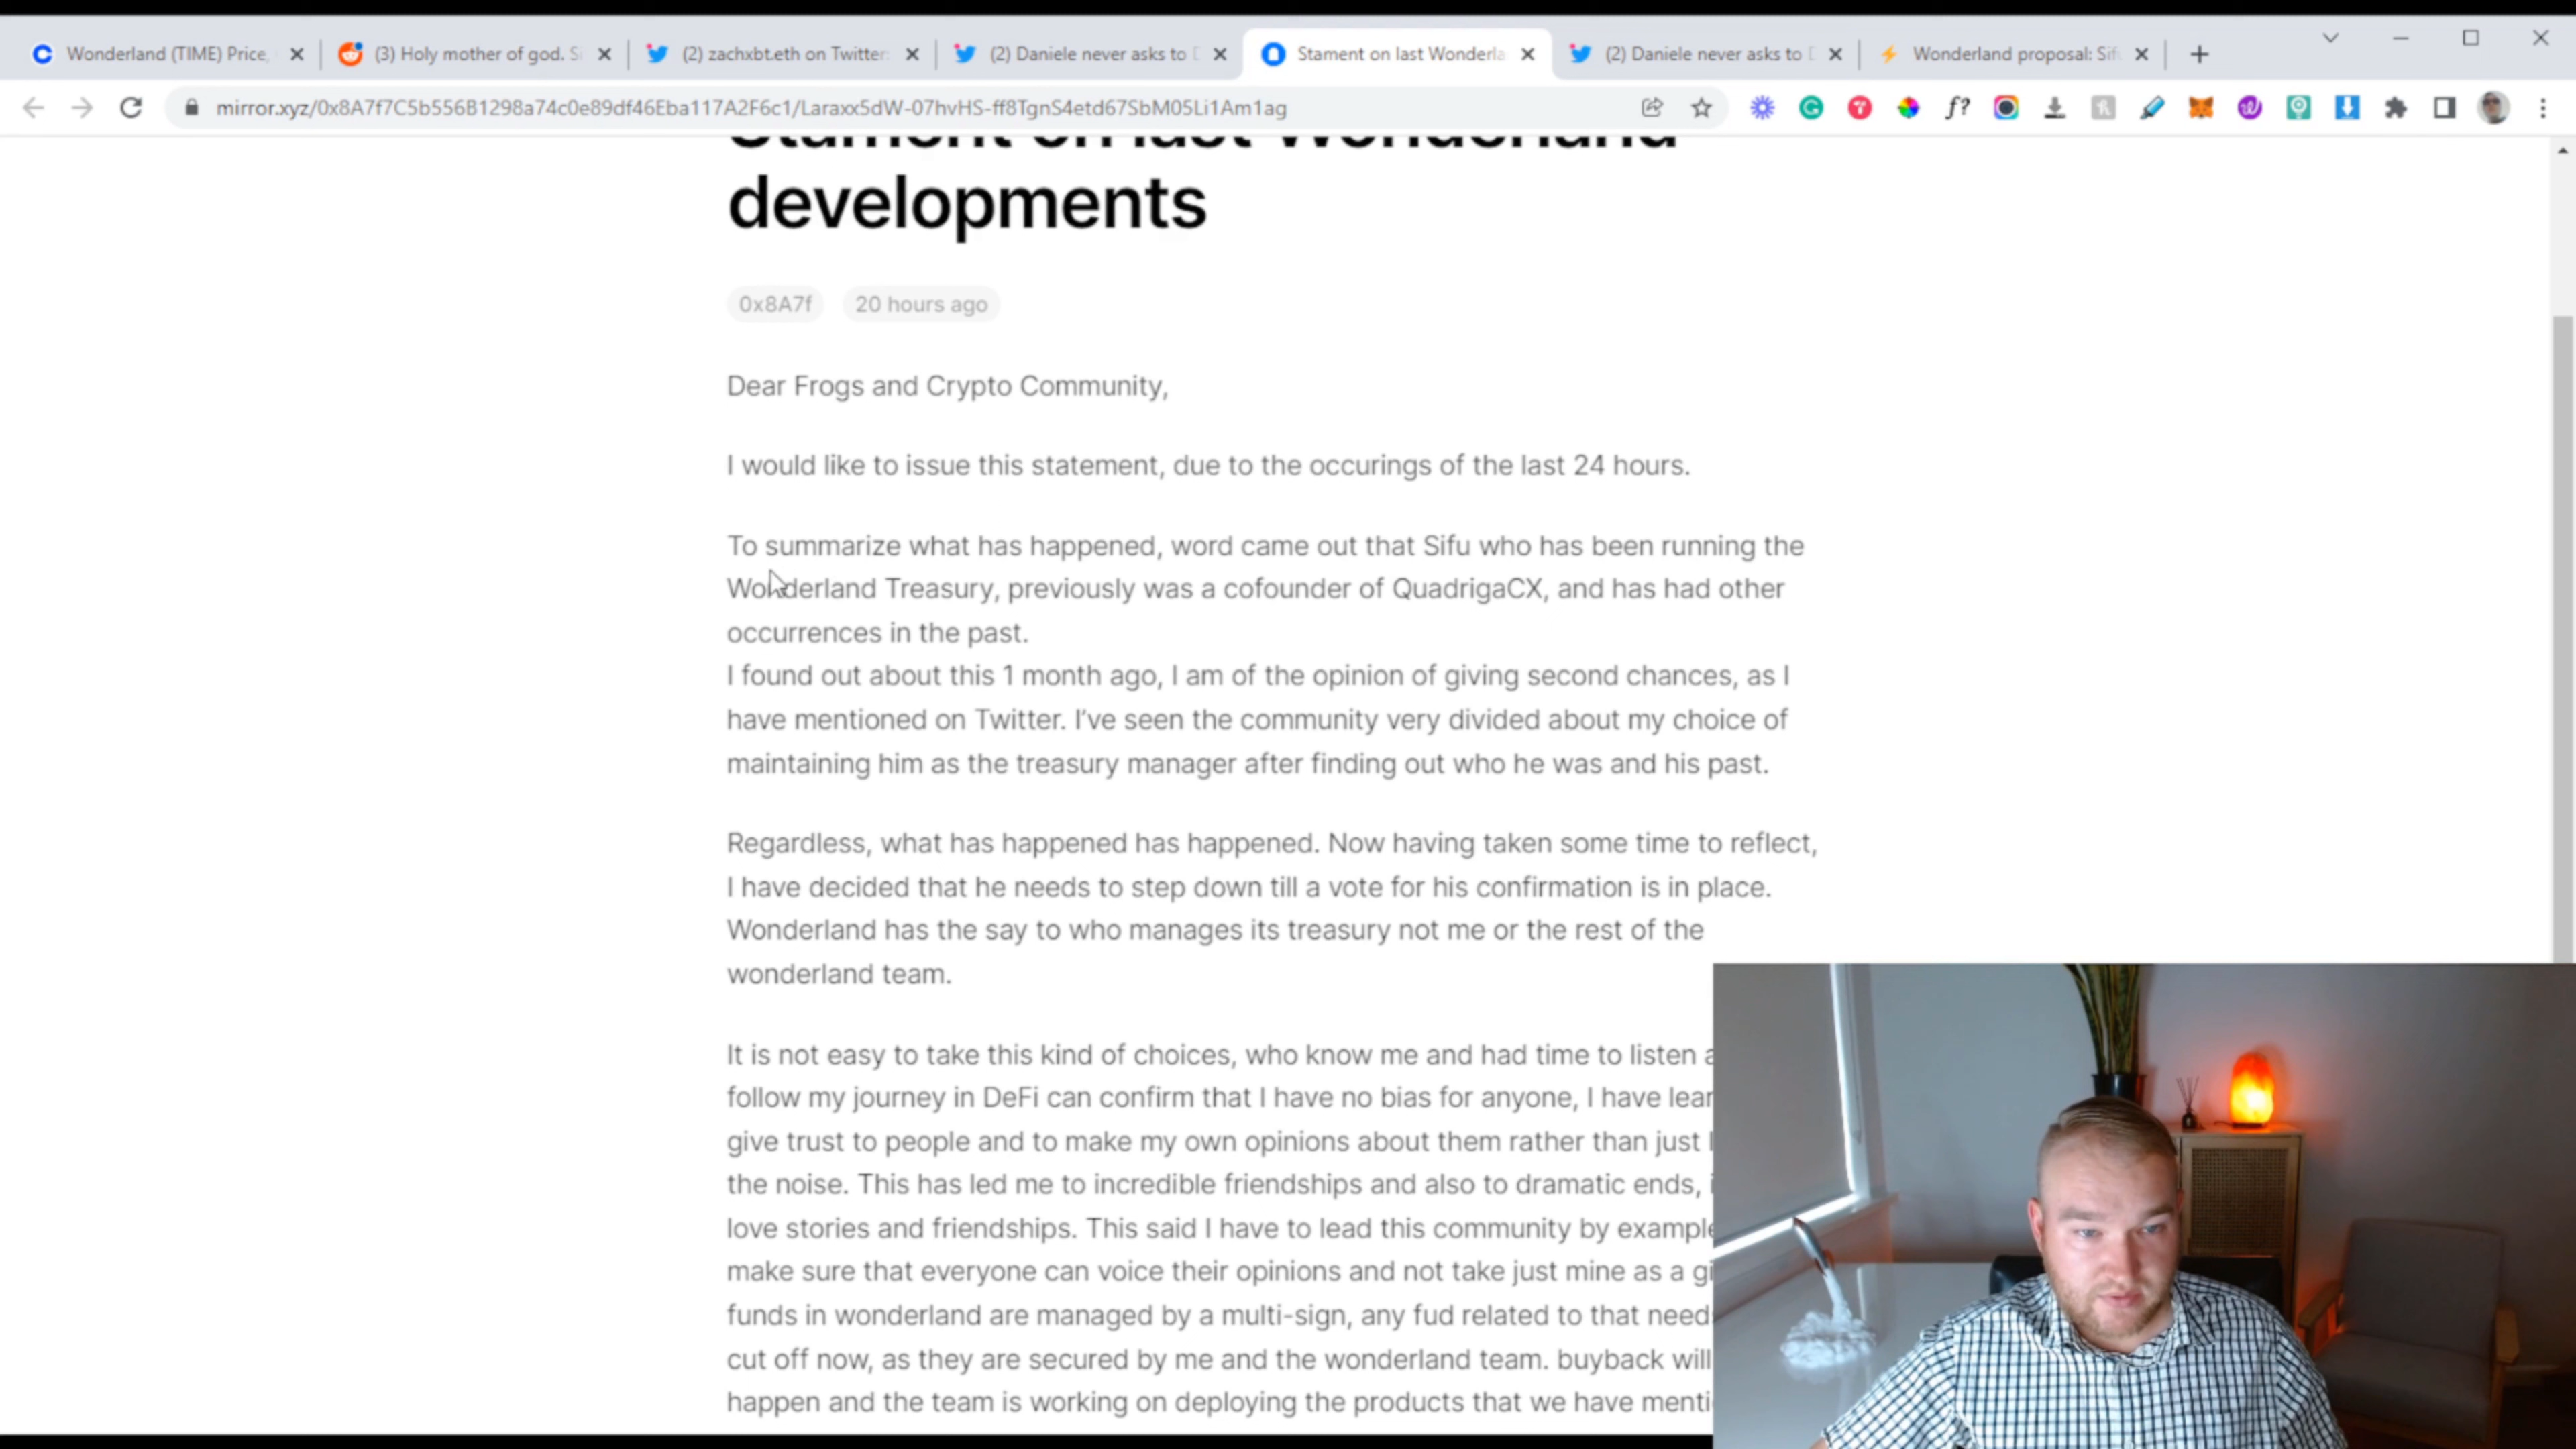 Wonderland (TIME) Price,
(3) Holy mother of god. Si
(2) zachxbt.eth on Twitter:
(2) Daniele never asks to D
Stament on last Wonderla
(2) Daniele never asks to D
Wonderland proposal: Sifu
mirror.xyz/0x8A7f7C5b556B1298a74c0e89df46Eba117A2F6c1/Laraxx5dW-07hvHS-ff8TgnS4etd67SbM05Li1Am1ag
Stament on last Wonderland
developments
0x8A7f
20 hours ago
Dear Frogs and Crypto Community,
I would like to issue this statement, due to the occurings of the last 24 hours.
To summarize what has happened, word came out that Sifu who has been running the
Wonderland Treasury, previously was a cofounder of QuadrigaCX, and has had other
occurrences in the past.
I found out about this 1 month ago, I am of the opinion of giving second chances, as I
have mentioned on Twitter. I've seen the community very divided about my choice of
maintaining him as the treasury manager after finding out who he was and his past.
Regardless, what has happened has happened. Now having taken some time to reflect,
I have decided that he needs to step down till a vote for his confirmation is in place.
Wonderland has the say to who manages its treasury not me or the rest of the
wonderland team.
It is not easy to take this kind of choices, who know me and had time to listen a
follow my journey in DeFi can confirm that I have no bias for anyone, I have lear
give trust to people and to make my own opinions about them rather than just l
the noise. This has led me to incredible friendships and also to dramatic ends, i
love stories and friendships. This said I have to lead this community by example
make sure that everyone can voice their opinions and not take just mine as a gi
funds in wonderland are managed by a multi-sign, any fud related to that need
cut off now, as they are secured by me and the wonderland team. buyback will
happen and the team is working on deploying the products that we have menti